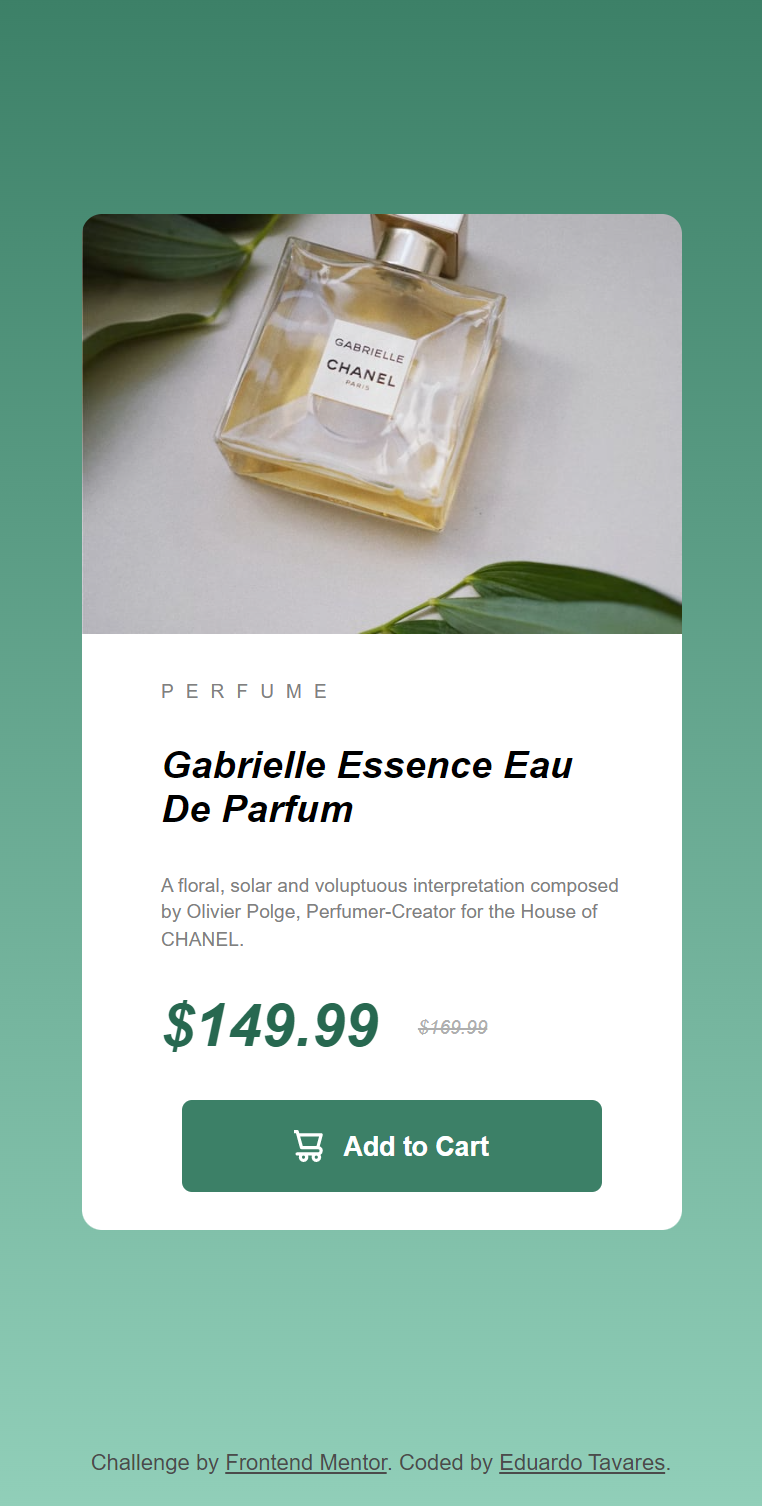 GABRIELLE
CHANEL
PARIS
PERFUME
Gabrielle Essence Eau
De Parfum
A floral, solar and voluptuous interpretation composed
by Olivier Polge, Perfumer-Creator for the House of
CHANEL.
$149.99 $169.99
Add to Cart
Challenge by Frontend Mentor. Coded by Eduardo Tavares.